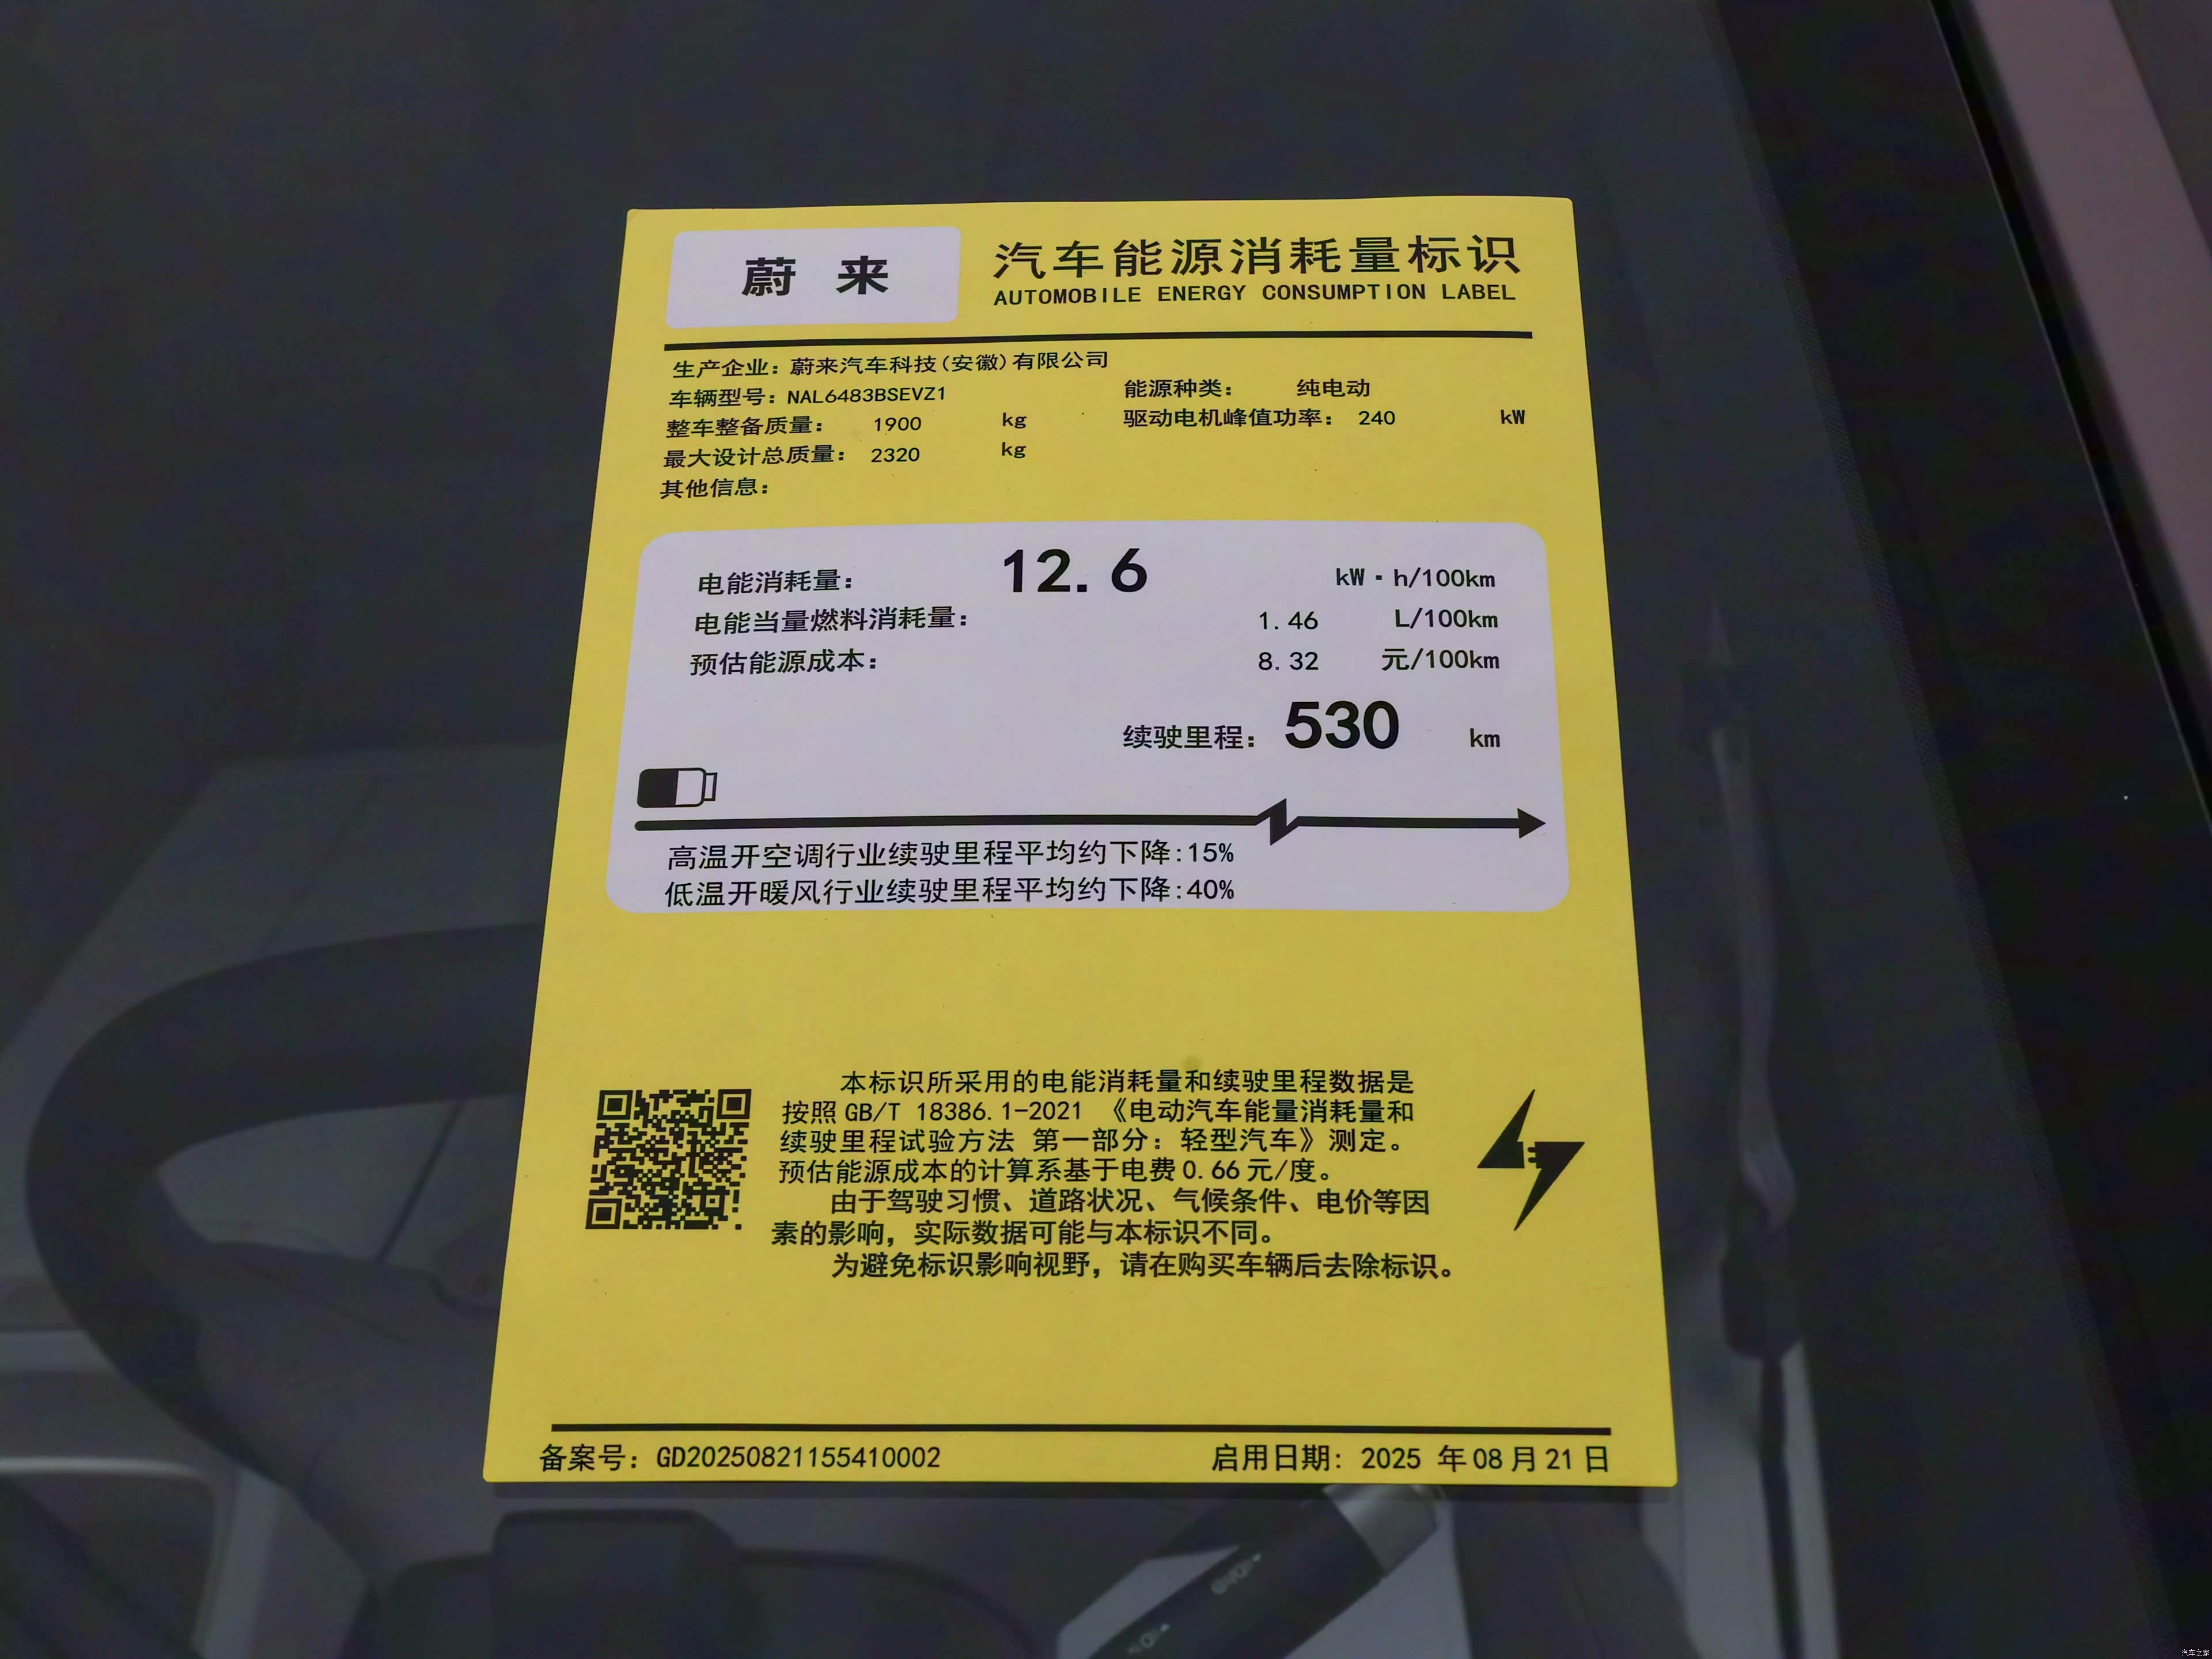 蔚 来
汽车能源消耗量标识
AUTOMOBILE ENERGY CONSUMPTION LABEL
生产企业：蔚来汽车科技(安徽)有限公司
车辆型号：NAL6483BSEVZ1 能源种类： 纯电动
整车整备质量： 1900 kg 驱动电机峰值功率： 240 kW
最大设计总质量： 2320 kg
其他信息：
电能消耗量： 12.6 kW·h/100km
电能当量燃料消耗量： 1.46 L/100km
预估能源成本： 8.32 元/100km
续驶里程： 530 km
高温开空调行业续驶里程平均约下降:15%
低温开暖风行业续驶里程平均约下降:40%
本标识所采用的电能消耗量和续驶里程数据是
按照 GB/T 18386.1-2021 《电动汽车能量消耗量和
续驶里程试验方法 第一部分：轻型汽车》测定。
预估能源成本的计算系基于电费 0.66 元/度。
由于驾驶习惯、道路状况、气候条件、电价等因
素的影响，实际数据可能与本标识不同。
为避免标识影响视野，请在购买车辆后去除标识。
备案号：GD20250821155410002 启用日期: 2025 年 08 月 21 日
汽车之家